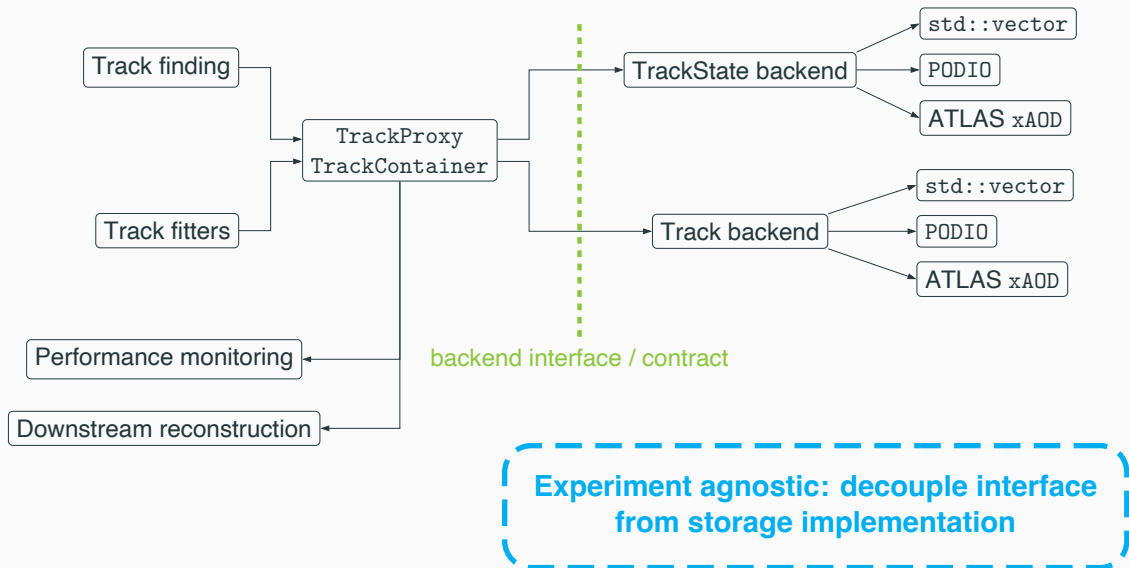 Track finding
Track fitters
TrackProxy
TrackContainer
Performance monitoring
Downstream reconstruction
backend interface / contract
TrackState backend
std::vector
PODIO
ATLAS xAOD
Track backend
std::vector
PODIO
ATLAS xAOD
Experiment agnostic: decouple interface
from storage implementation